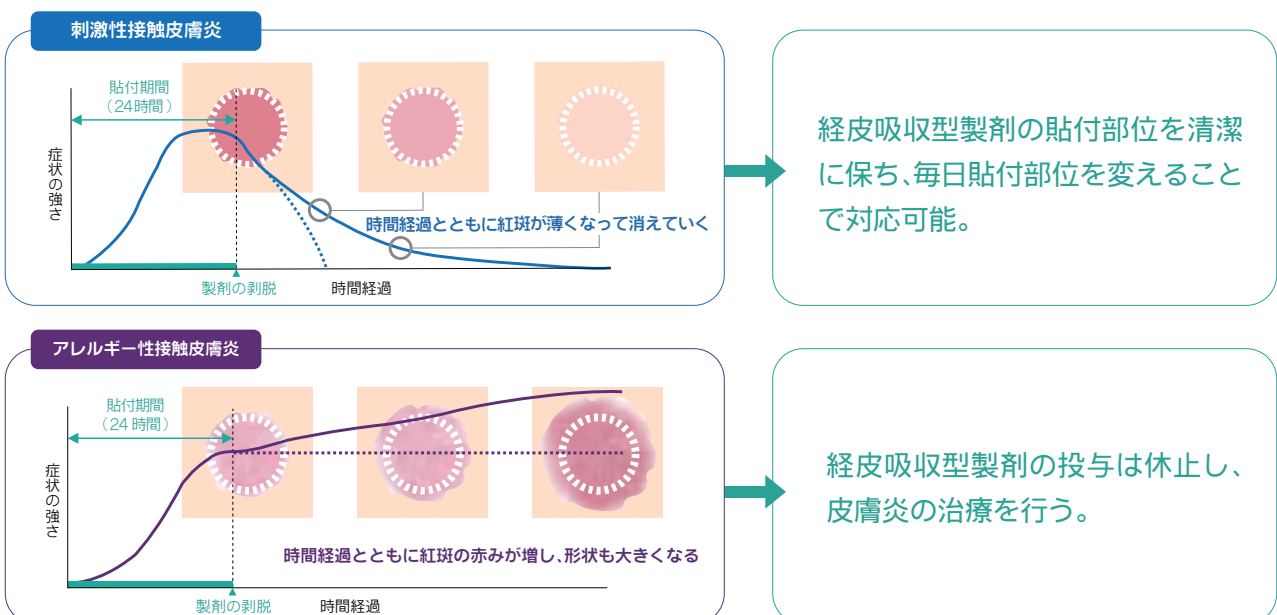 刺激性接触皮膚炎
貼付期間
（24時間）
症状の強さ
時間経過とともに紅斑が薄くなって消えていく
製剤の剥脱
時間経過
経皮吸収型製剤の貼付部位を清潔
に保ち、毎日貼付部位を変えること
で対応可能。
アレルギー性接触皮膚炎
貼付期間
（24時間）
症状の強さ
時間経過とともに紅斑の赤みが増し、形状も大きくなる
製剤の剥脱
時間経過
経皮吸収型製剤の投与は休止し、
皮膚炎の治療を行う。